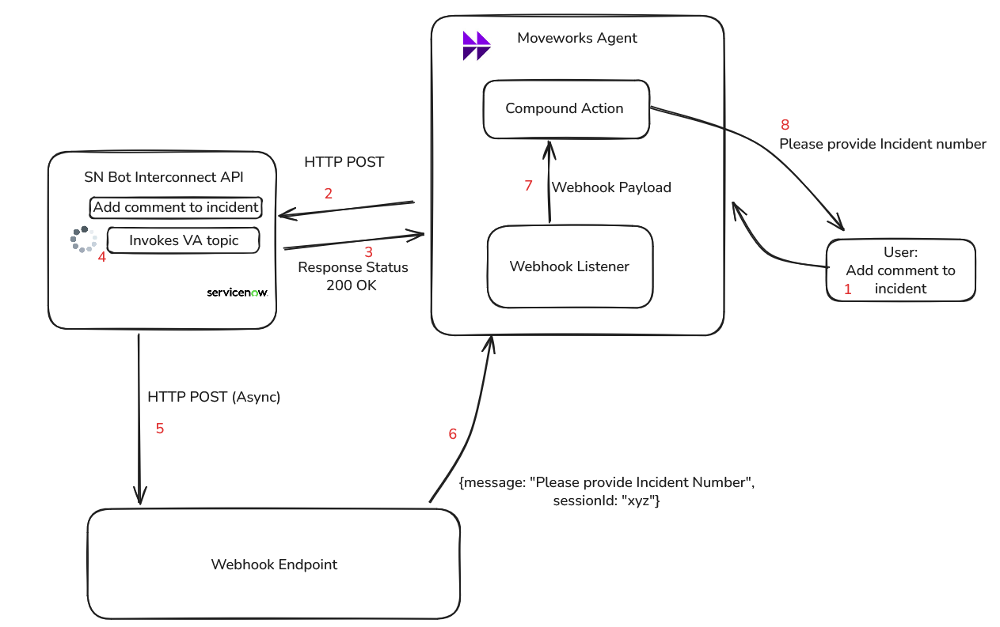 Moveworks Agent
Compound Action
8
Please provide Incident number
HTTP POST
2
7
Webhook Payload
SN Bot Interconnect API
Add comment to incident
Invokes VA topic
4
servicenow
3
Response Status
200 OK
Webhook Listener
User:
Add comment to
1
incident
HTTP POST (Async)
5
6
{message: "Please provide Incident Number",
sessionId: "xyz"}
Webhook Endpoint